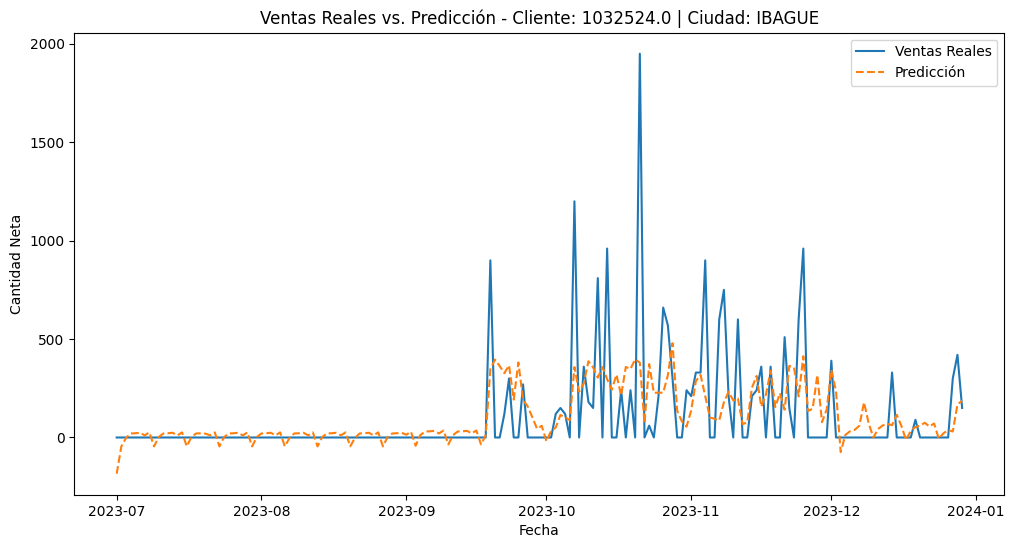 Ventas Reales vs. Predicción - Cliente: 1032524.0 | Ciudad: IBAGUE
Ventas Reales
Predicción
Cantidad Neta
2000
1500
1000
500
0
2023-07
2023-08
2023-09
2023-10
2023-11
2023-12
2024-01
Fecha